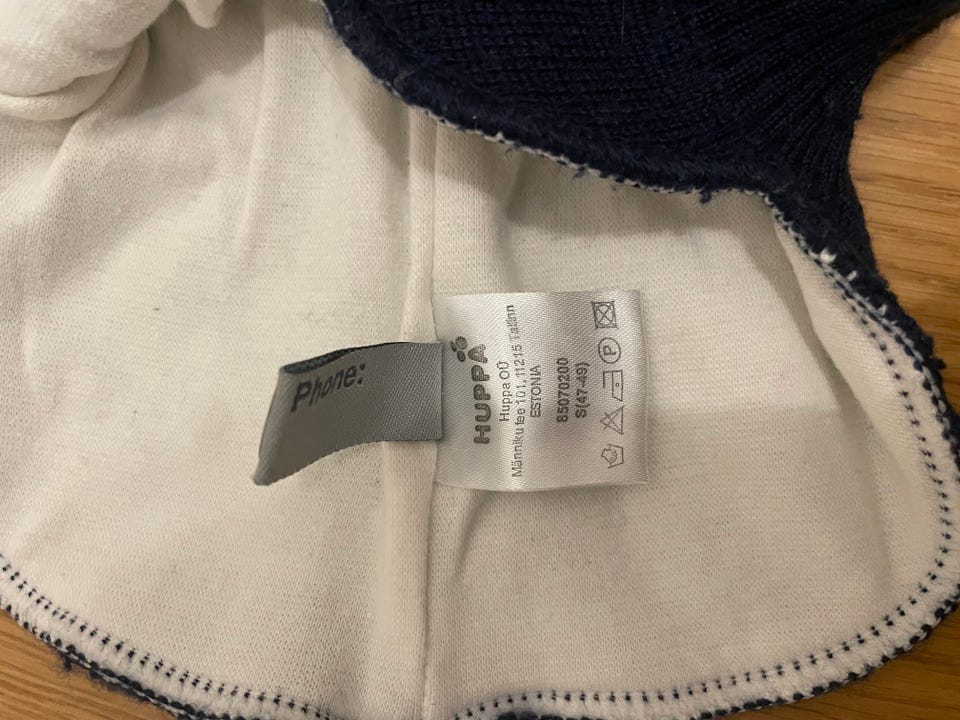 Phone:
HUPPA
Huppa OÜ
Männiku tee 101, 11215 Tallinn
ESTONIA
85070200
S(47-49)
P